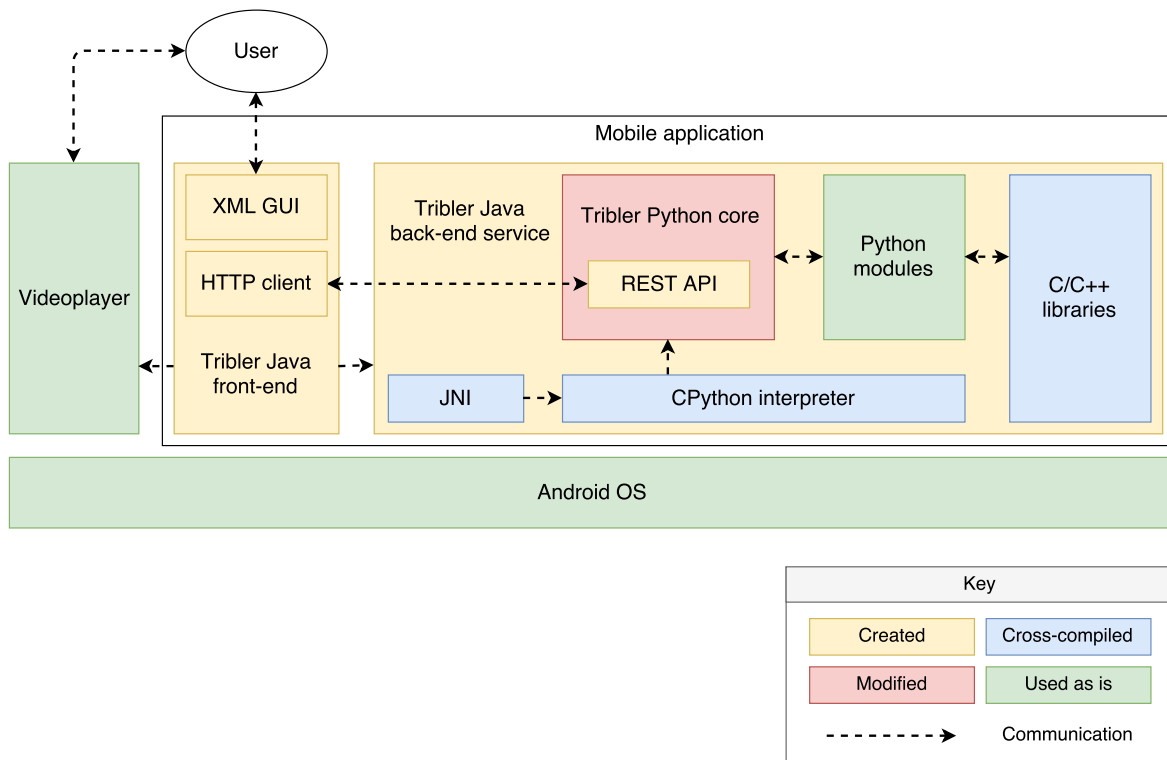 User
Mobile application
XML GUI
HTTP client
Tribler Java
front-end
Videoplayer
Tribler Java
back-end service
Tribler Python core
REST API
Python
modules
C/C++
libraries
JNI
CPython interpreter
Android OS
Key
Created
Cross-compiled
Modified
Used as is
Communication